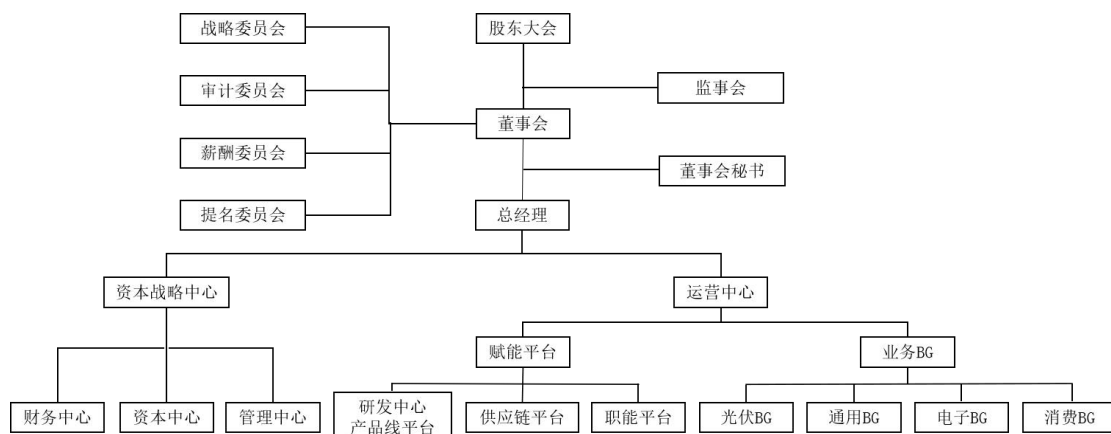 战略委员会
股东大会
审计委员会
监事会
董事会
薪酬委员会
董事会秘书
提名委员会
总经理
资本战略中心
运营中心
赋能平台
业务BG
财务中心
资本中心
管理中心
研发中心
产品线平台
供应链平台
职能平台
光伏BG
通用BG
电子BG
消费BG